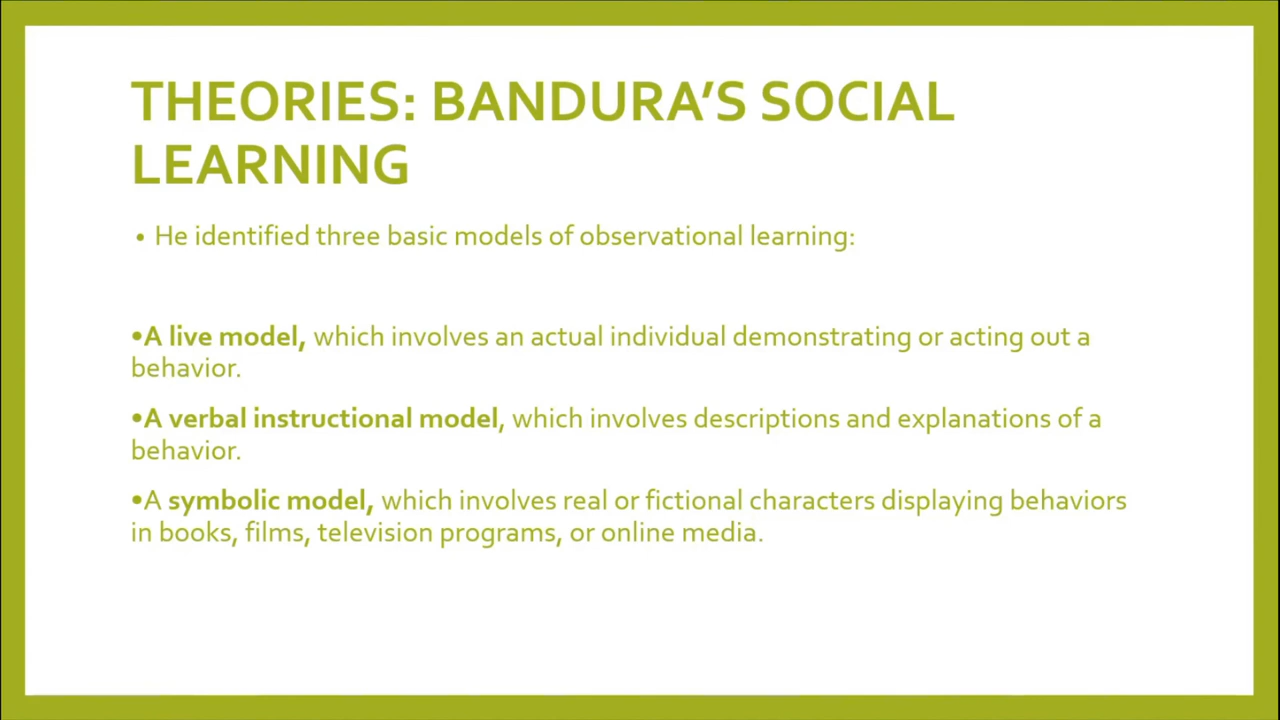 THEORIES: BANDURA’S SOCIAL
LEARNING
• He identified three basic models of observational learning:
•A live model, which involves an actual individual demonstrating or acting out a
behavior.
•A verbal instructional model, which involves descriptions and explanations of a
behavior.
•A symbolic model, which involves real or fictional characters displaying behaviors
in books, films, television programs, or online media.